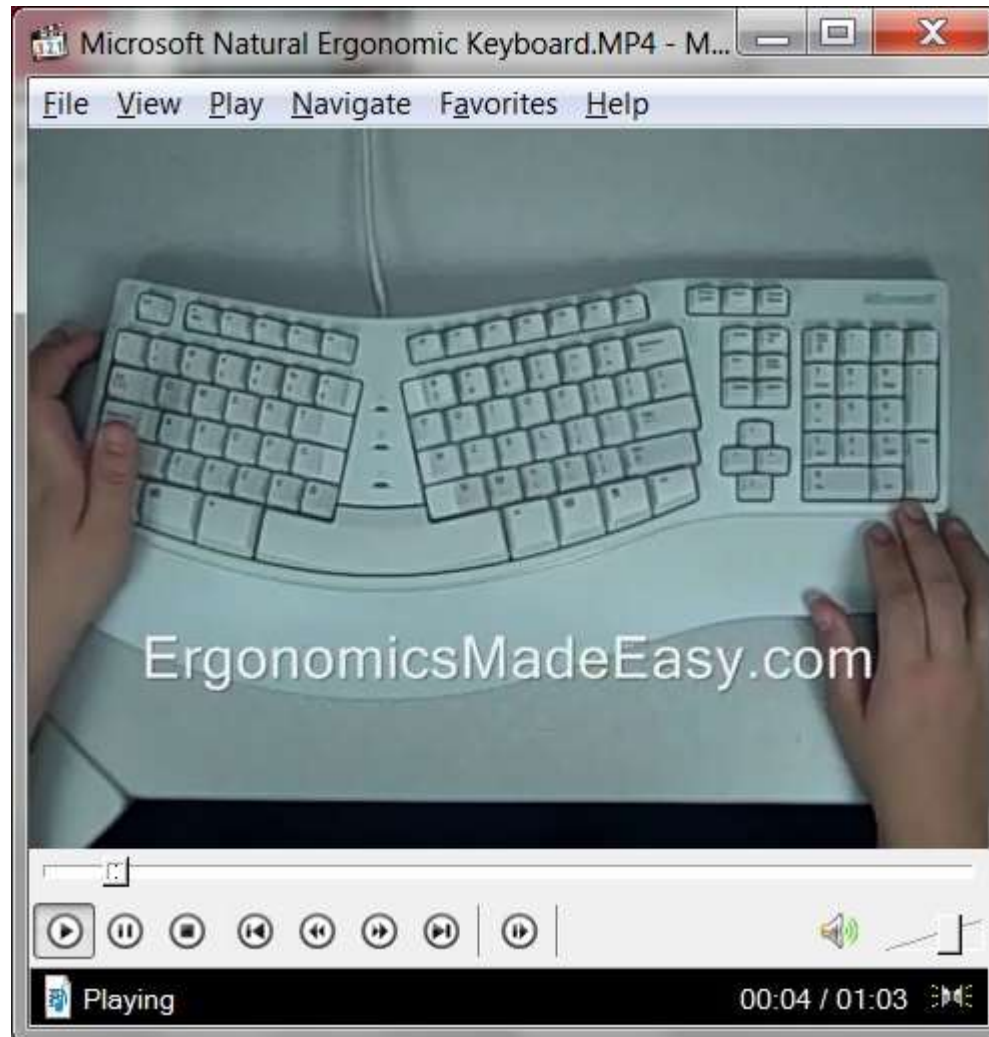 Microsoft Natural Ergonomic Keyboard.MP4 - M...
File View Play Navigate Favorites Help
ErgonomicsMadeEasy.com
Playing
00:04 / 01:03